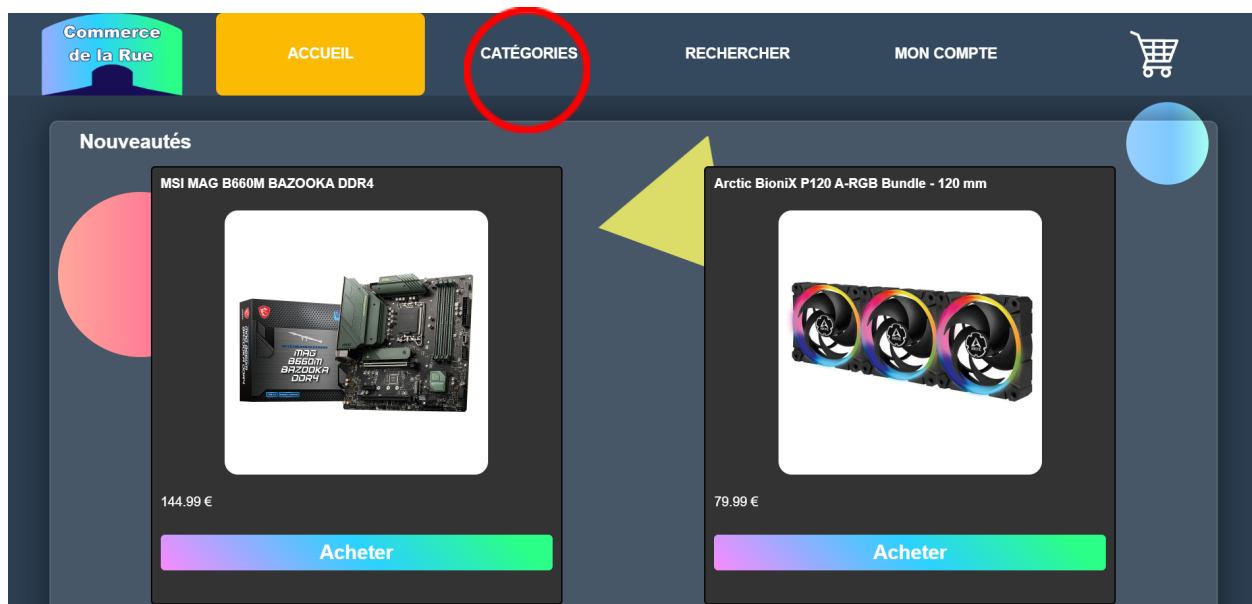 Commerce
de la Rue
ACCUEIL
CATÉGORIES
RECHERCHER
MON COMPTE
Nouveautés
MSI MAG B660M BAZOOKA DDR4
MAG
B660M
BAZOOKA
DDR4
144.99 €
Acheter
Arctic BioniX P120 A-RGB Bundle - 120 mm
79.99 €
Acheter